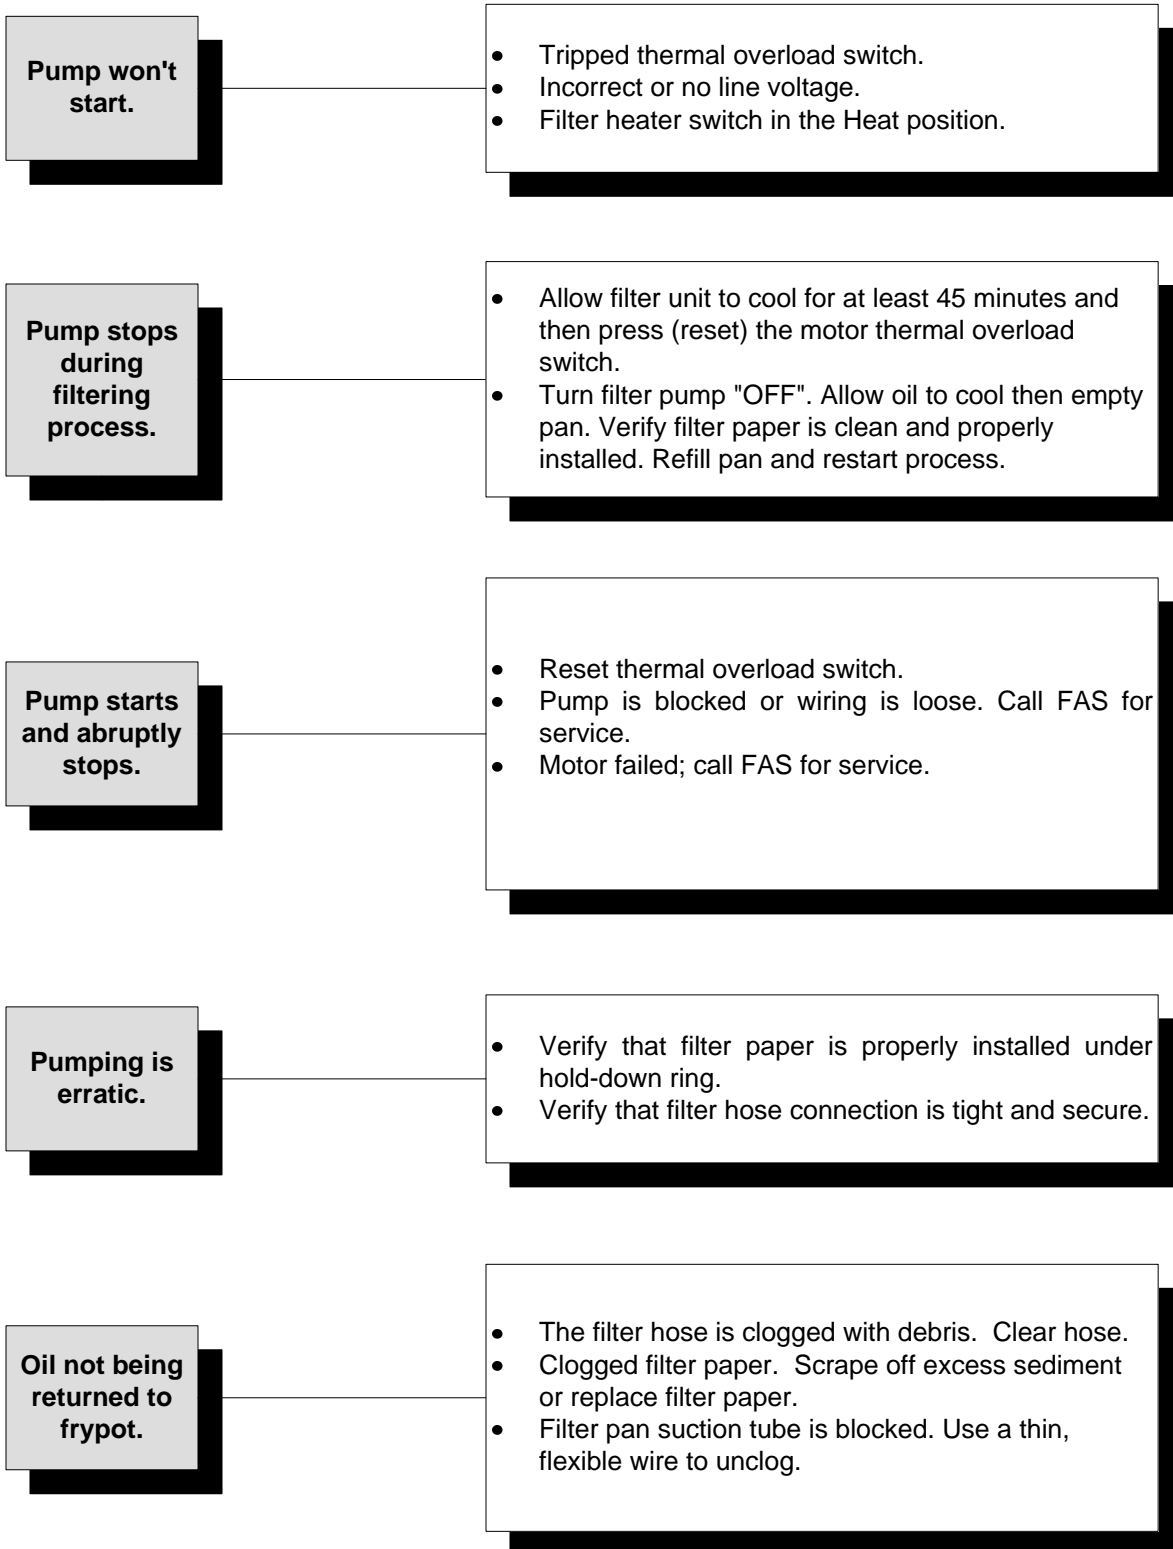 Pump won't
start.
• Tripped thermal overload switch.
• Incorrect or no line voltage.
• Filter heater switch in the Heat position.
Pump stops
during
filtering
process.
• Allow filter unit to cool for at least 45 minutes and
then press (reset) the motor thermal overload
switch.
• Turn filter pump "OFF". Allow oil to cool then empty
pan. Verify filter paper is clean and properly
installed. Refill pan and restart process.
Pump starts
and abruptly
stops.
• Reset thermal overload switch.
• Pump is blocked or wiring is loose. Call FAS for
service.
• Motor failed; call FAS for service.
Pumping is
erratic.
• Verify that filter paper is properly installed under
hold-down ring.
• Verify that filter hose connection is tight and secure.
Oil not being
returned to
frypot.
• The filter hose is clogged with debris. Clear hose.
• Clogged filter paper. Scrape off excess sediment
or replace filter paper.
• Filter pan suction tube is blocked. Use a thin,
flexible wire to unclog.